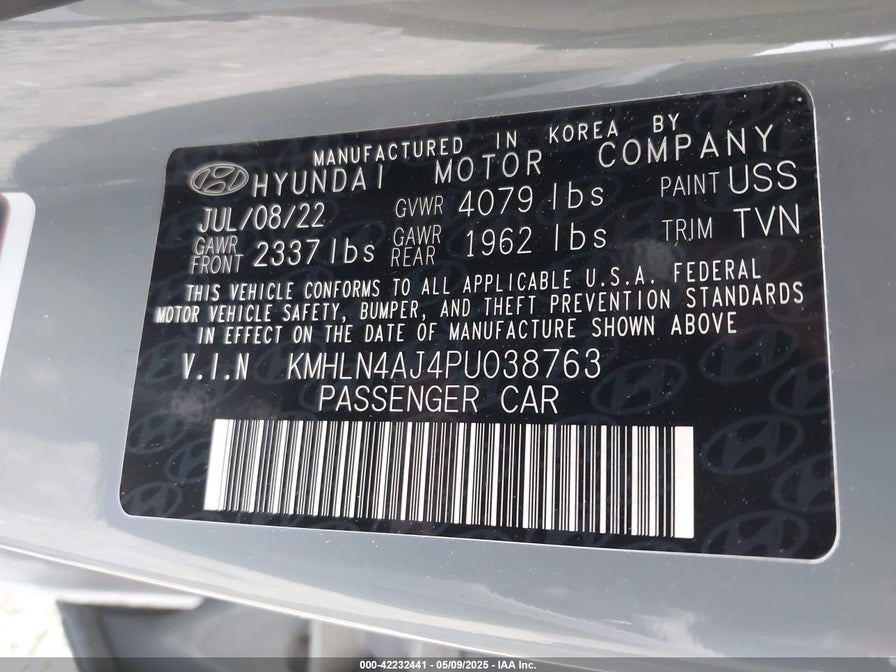 MANUFACTURED IN KOREA BY
HYUNDAI MOTOR COMPANY
JUL/08/22 GVWR 4079 lbs PAINT USS
GAWR FRONT 2337 lbs GAWR REAR 1962 lbs TRIM TVN
THIS VEHICLE CONFORMS TO ALL APPLICABLE U.S.A. FEDERAL
MOTOR VEHICLE SAFETY, BUMPER, AND THEFT PREVENTION STANDARDS
IN EFFECT ON THE DATE OF MANUFACTURE SHOWN ABOVE
V.I.N KMHLN4AJ4PU038763
PASSENGER CAR
000-42232441 - 05/09/2025 - IAA Inc.